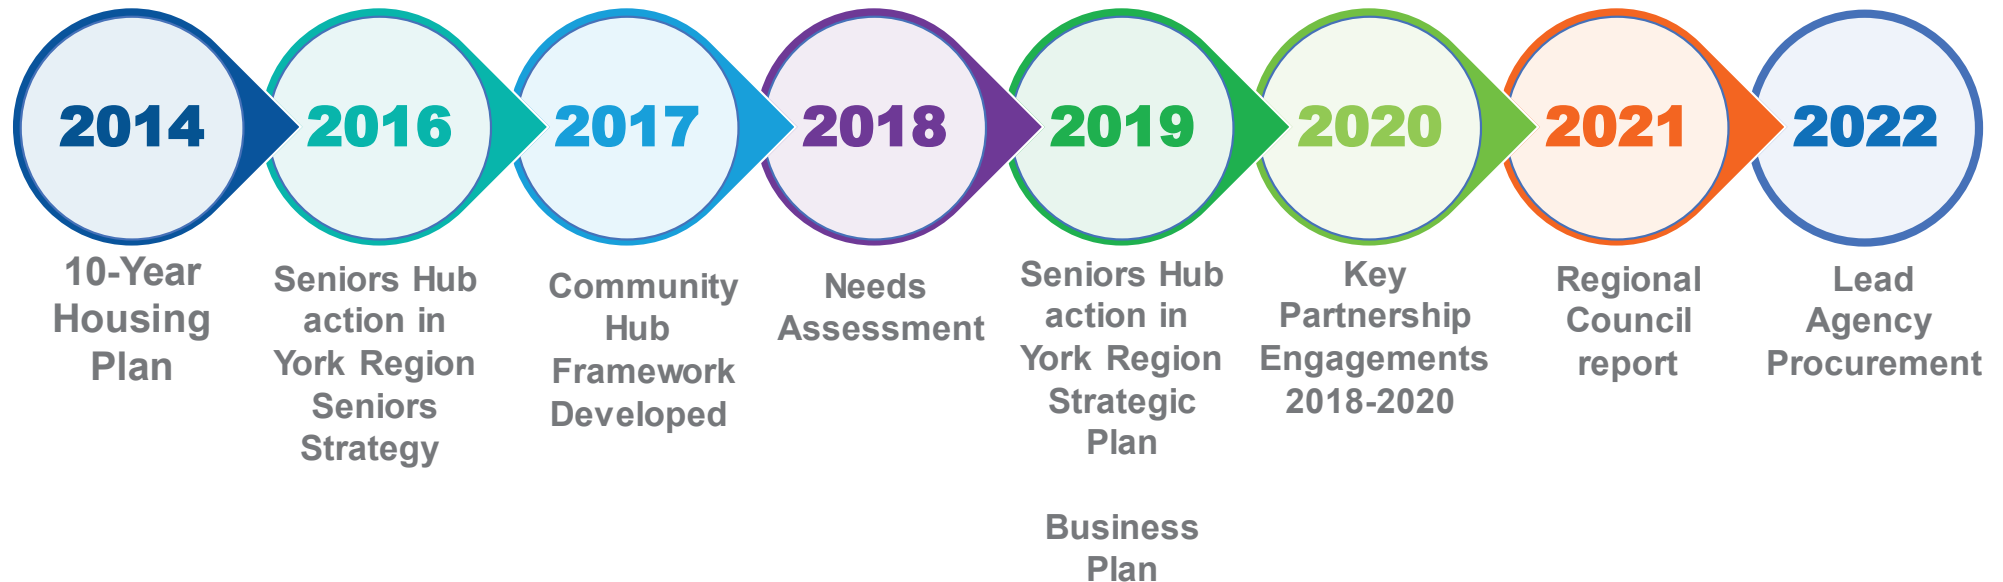 2014
10-Year
Housing
Plan
2016
Seniors Hub
action in
York Region
Seniors
Strategy
2017
Community
Hub
Framework
Developed
2018
Needs
Assessment
2019
Seniors Hub
action in
York Region
Strategic
Plan
Business
Plan
2020
Key
Partnership
Engagements
2018-2020
2021
Regional
Council
report
2022
Lead
Agency
Procurement